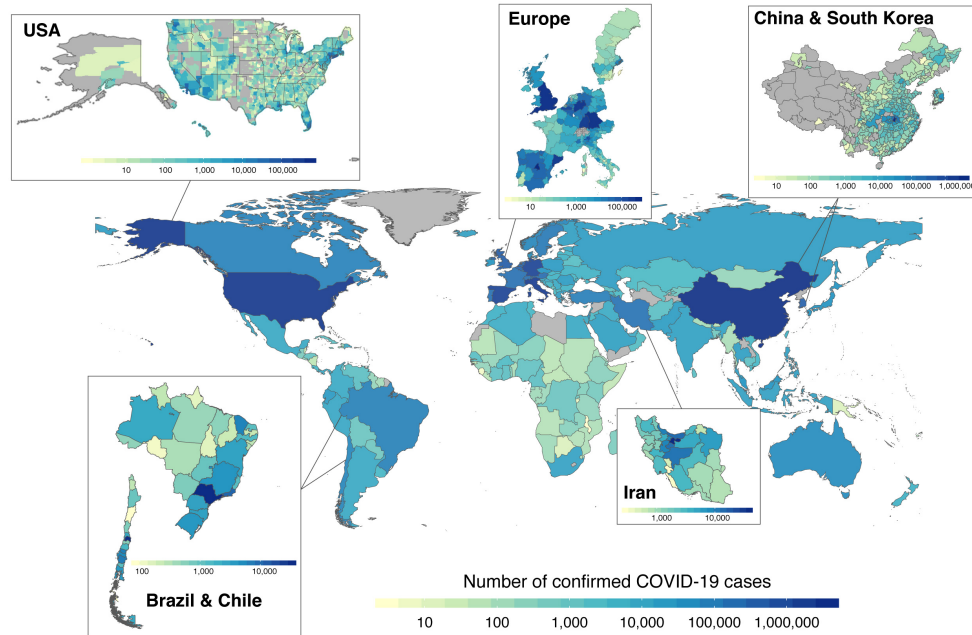 USA
10 100 1,000 10,000 100,000
Europe
10 1,000 100,000
China & South Korea
10 100 1,000 10,000 100,000 1,000,000
Iran
1,000 10,000
100 1,000 10,000
Brazil & Chile
Number of confirmed COVID-19 cases
10 100 1,000 10,000 100,000 1,000,000